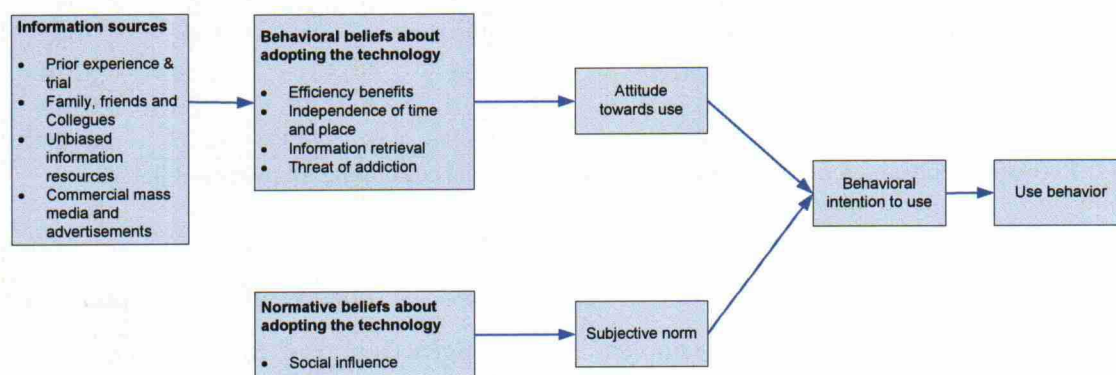 Information sources
• Prior experience &
trial
• Family, friends and
Collegues
• Unbiased
information
resources
• Commercial mass
media and
advertisements
Behavioral beliefs about
adopting the technology
• Efficiency benefits
• Independence of time
and place
• Information retrieval
• Threat of addiction
Attitude
towards use
Behavioral
intention to use
Use behavior
Normative beliefs about
adopting the technology
• Social influence
Subjective norm